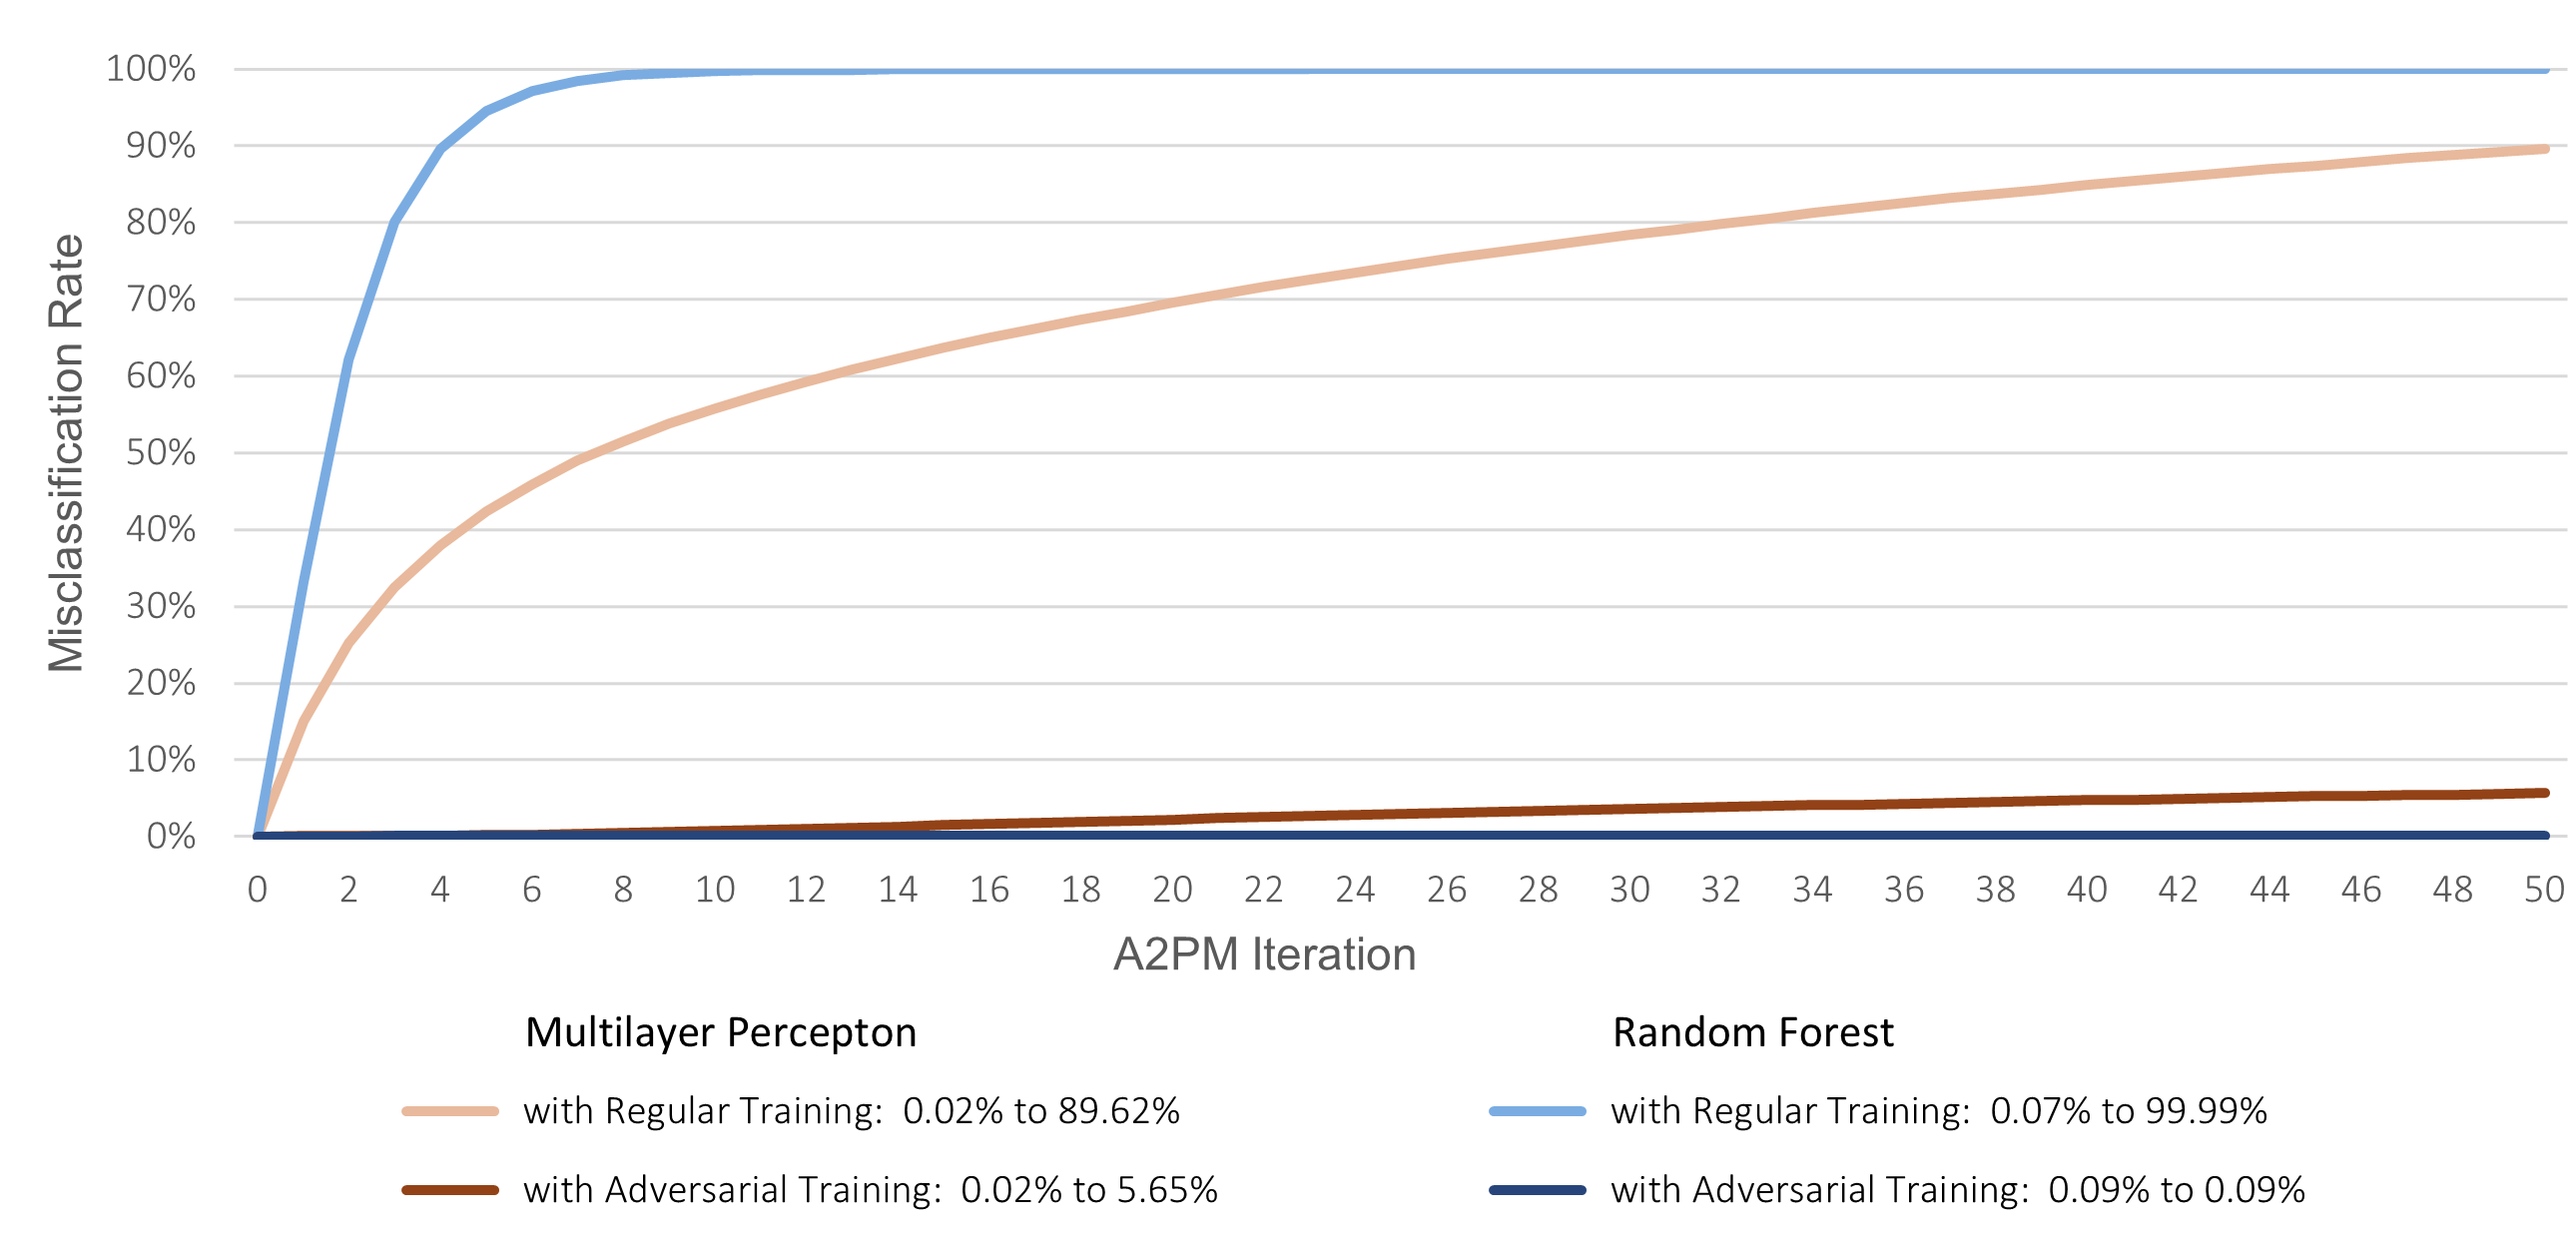 100%
90%
80%
70%
60%
50%
40%
30%
20%
10%
0%
Misclassification Rate
0 2 4 6 8 10 12 14 16 18 20 22 24 26 28 30 32 34 36 38 40 42 44 46 48 50
A2PM Iteration
Multilayer Percepton
with Regular Training: 0.02% to 89.62%
with Adversarial Training: 0.02% to 5.65%
Random Forest
with Regular Training: 0.07% to 99.99%
with Adversarial Training: 0.09% to 0.09%